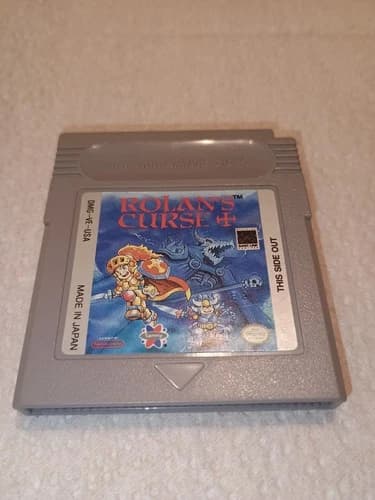 ROLAN'S
CURSE
TM
DMG-VE-USA
MADE IN JAPAN
THIS SIDE OUT